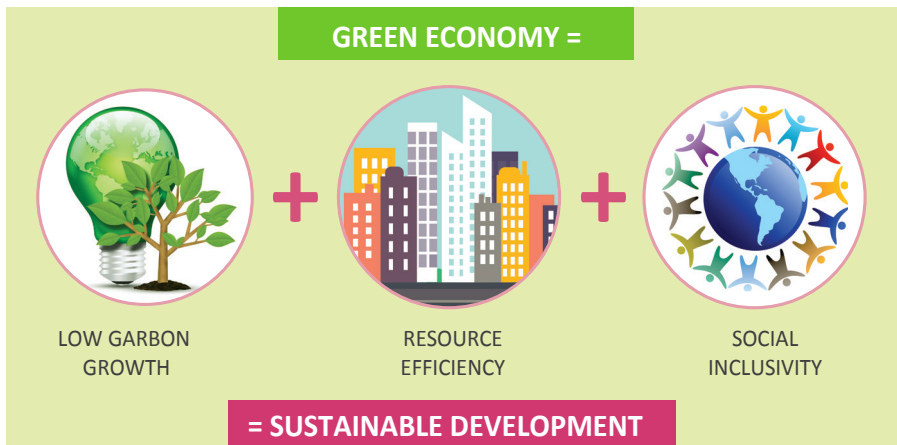 GREEN ECONOMY =
LOW GARBON
GROWTH
RESOURCE
EFFICIENCY
SOCIAL
INCLUSIVITY
= SUSTAINABLE DEVELOPMENT